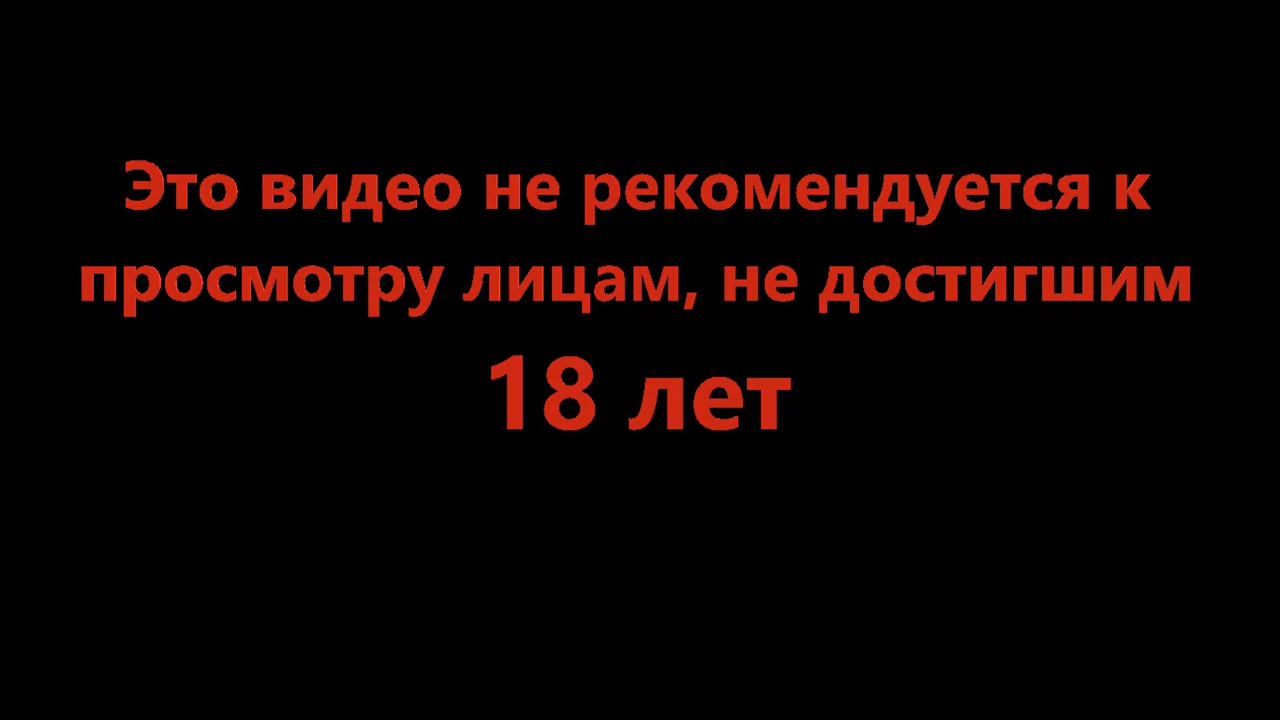 Это видео не рекомендуется к
просмотру лицам, не достигшим
18 лет